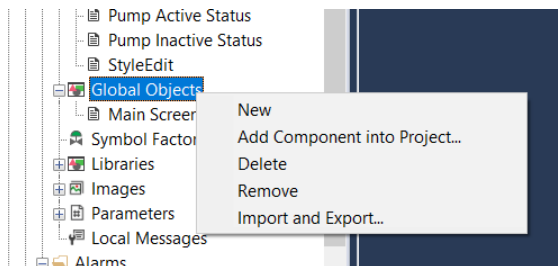 Pump Active Status
Pump Inactive Status
StyleEdit
Global Objects
Main Screen
Symbol Factor
Libraries
Images
Parameters
Local Messages
Alarms
New
Add Component into Project...
Delete
Remove
Import and Export...